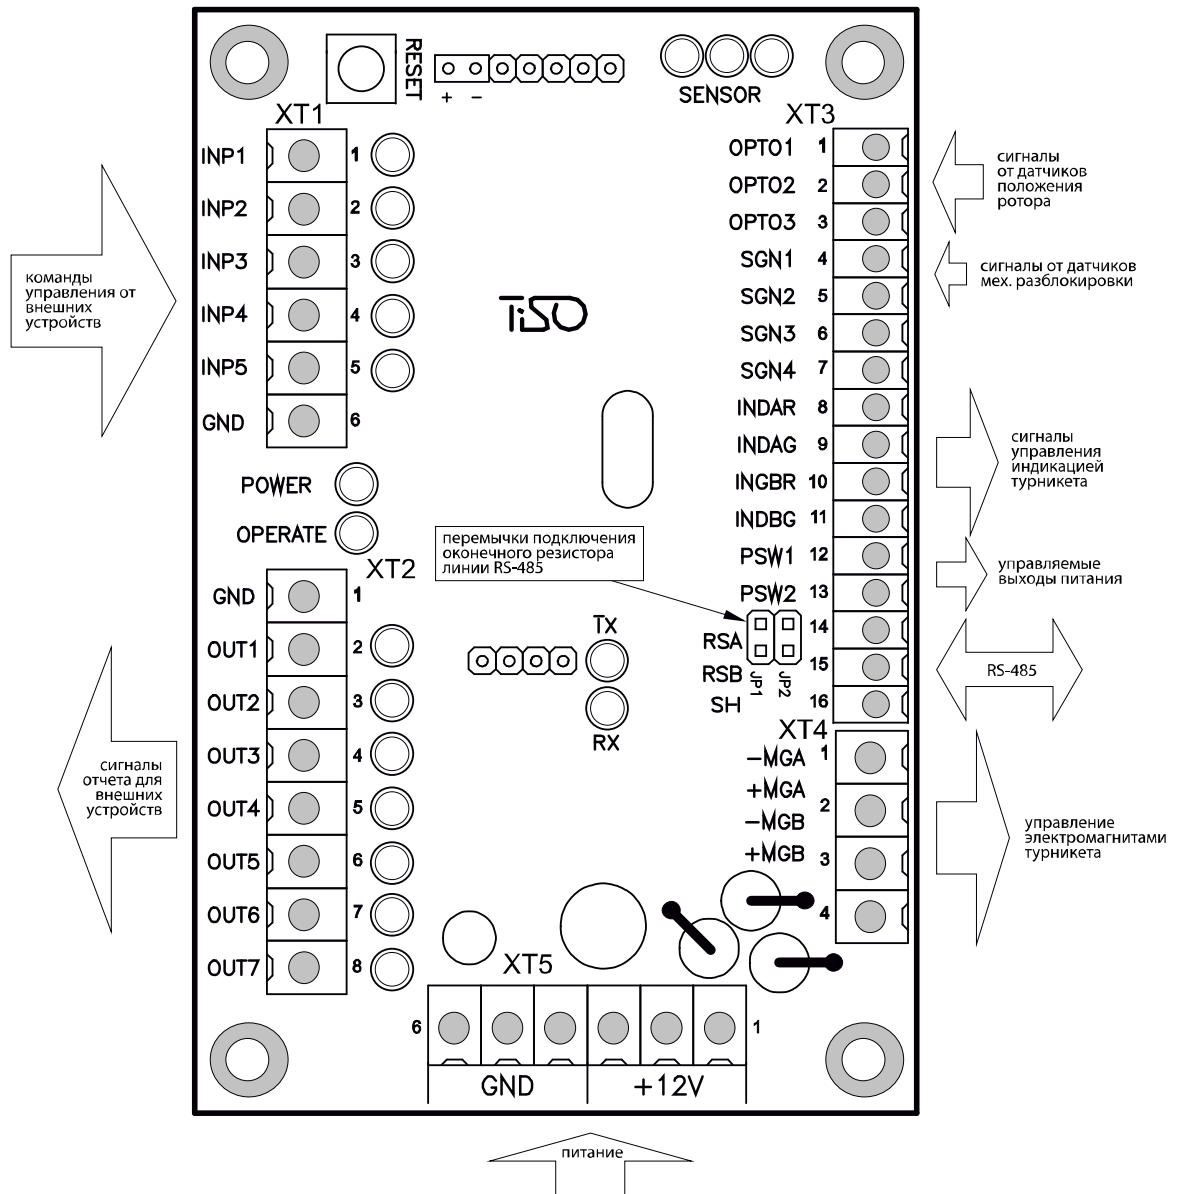 RESET
+ −
SENSOR
XT1
XT3
INP1 1
INP2 2
INP3 3
INP4 4
INP5 5
GND 6
команды
управления от
внешних
устройств
TiSO
OPTO1 1
OPTO2 2
OPTO3 3
SGN1 4
SGN2 5
SGN3 6
SGN4 7
INDAR 8
INDAG 9
INGBR 10
INDBG 11
PSW1 12
PSW2 13
14
RSA
15
RSB
SH 16
JP1
JP2
сигналы
от датчиков
положения
ротора
сигналы от датчиков
мех. разблокировки
сигналы
управления
индикацией
турникета
управляемые
выходы питания
RS-485
POWER
OPERATE
перемычки подключения
оконечного резистора
линии RS-485
XT2
GND 1
OUT1 2
OUT2 3
OUT3 4
OUT4 5
OUT5 6
OUT6 7
OUT7 8
сигналы
отчета для
внешних
устройств
Tx
RX
XT4
−MGA 1
+MGA
2
−MGB
+MGB 3
4
управление
электромагнитами
турникета
XT5
6 1
GND +12V
питание